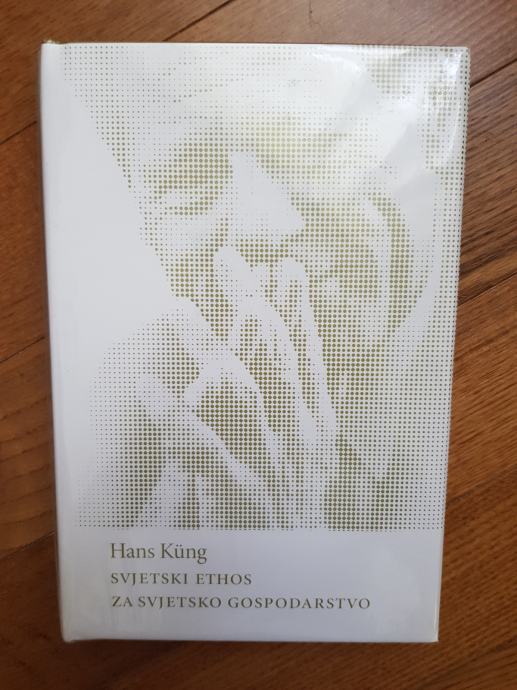 Hans Küng
SVJETSKI ETHOS
ZA SVJETSKO GOSPODARSTVO